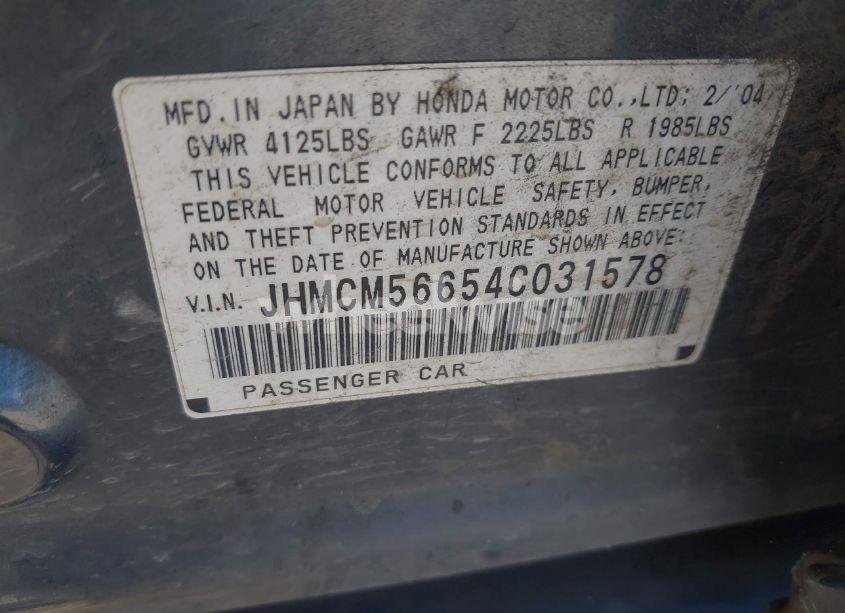 MFD. IN JAPAN BY HONDA MOTOR CO.,LTD; 2/'04
GVWR 4125LBS GAWR F 2225LBS R 1985LBS
THIS VEHICLE CONFORMS TO ALL APPLICABLE
FEDERAL MOTOR VEHICLE SAFETY, BUMPER,
AND THEFT PREVENTION STANDARDS IN EFFECT
ON THE DATE OF MANUFACTURE SHOWN ABOVE;
V.I.N. JHMCM56654C031578
PASSENGER CAR